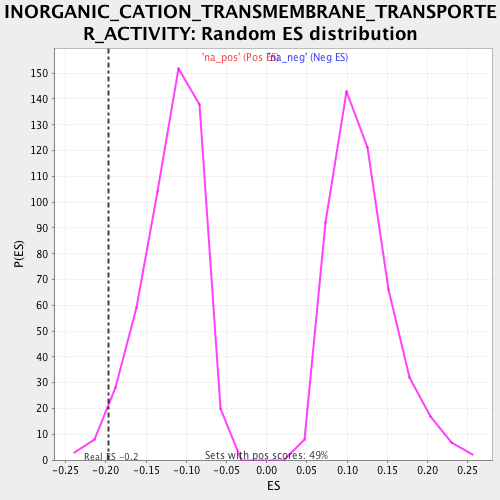 INORGANIC_CATION_TRANSMEMBRANE_TRANSPORTE
R_ACTIVITY: Random ES distribution
'na_pos' (Pos ES) 'na_neg' (Neg ES)
150
140
130
120
110
100
90
80
70
60
50
40
30
20
10
0
P(ES)
Real ES -0.2
Sets with pos scores: 49%
-0.25 -0.20 -0.15 -0.10 -0.05 0.00 0.05 0.10 0.15 0.20 0.25
ES